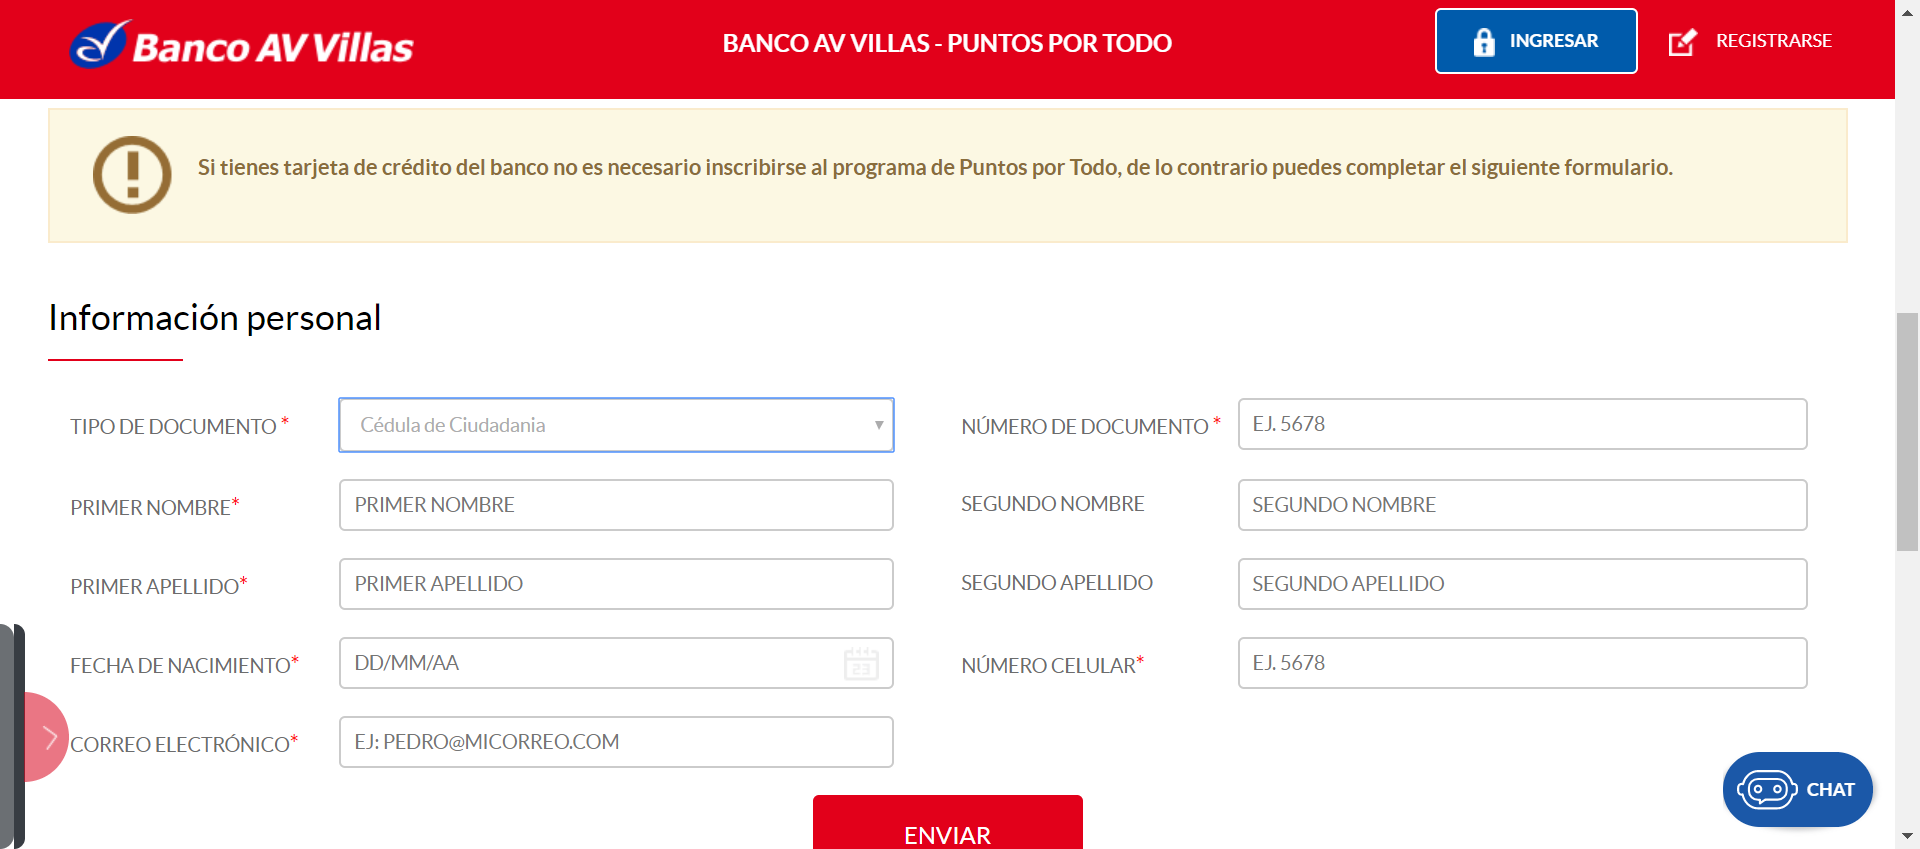 Banco AV Villas
BANCO AV VILLAS - PUNTOS POR TODO
INGRESAR
REGISTRARSE
Si tienes tarjeta de crédito del banco no es necesario inscribirse al programa de Puntos por Todo, de lo contrario puedes completar el siguiente formulario.
Información personal
TIPO DE DOCUMENTO *
Cédula de Ciudadania
NÚMERO DE DOCUMENTO *
EJ. 5678
PRIMER NOMBRE*
PRIMER NOMBRE
SEGUNDO NOMBRE
SEGUNDO NOMBRE
PRIMER APELLIDO*
PRIMER APELLIDO
SEGUNDO APELLIDO
SEGUNDO APELLIDO
FECHA DE NACIMIENTO*
DD/MM/AA
23
NÚMERO CELULAR*
EJ. 5678
CORREO ELECTRÓNICO*
EJ: PEDRO@MICORREO.COM
CHAT
ENVIAR